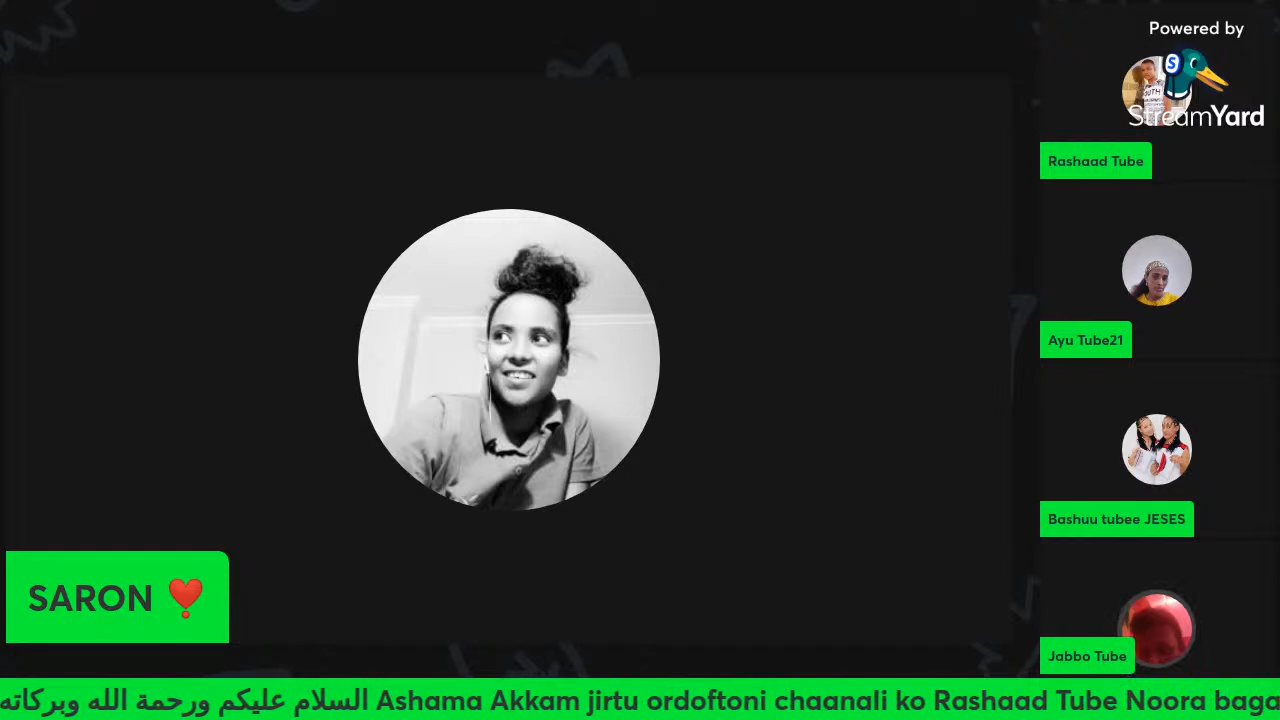 Powered by
StreamYard
Rashaad Tube
Ayu Tube21
Bashuu tubee JESES
SARON ❣️
Jabbo Tube
السلام عليكم ورحمة الله وبركاته Ashama Akkam jirtu ordoftoni chaanali ko Rashaad Tube Noora